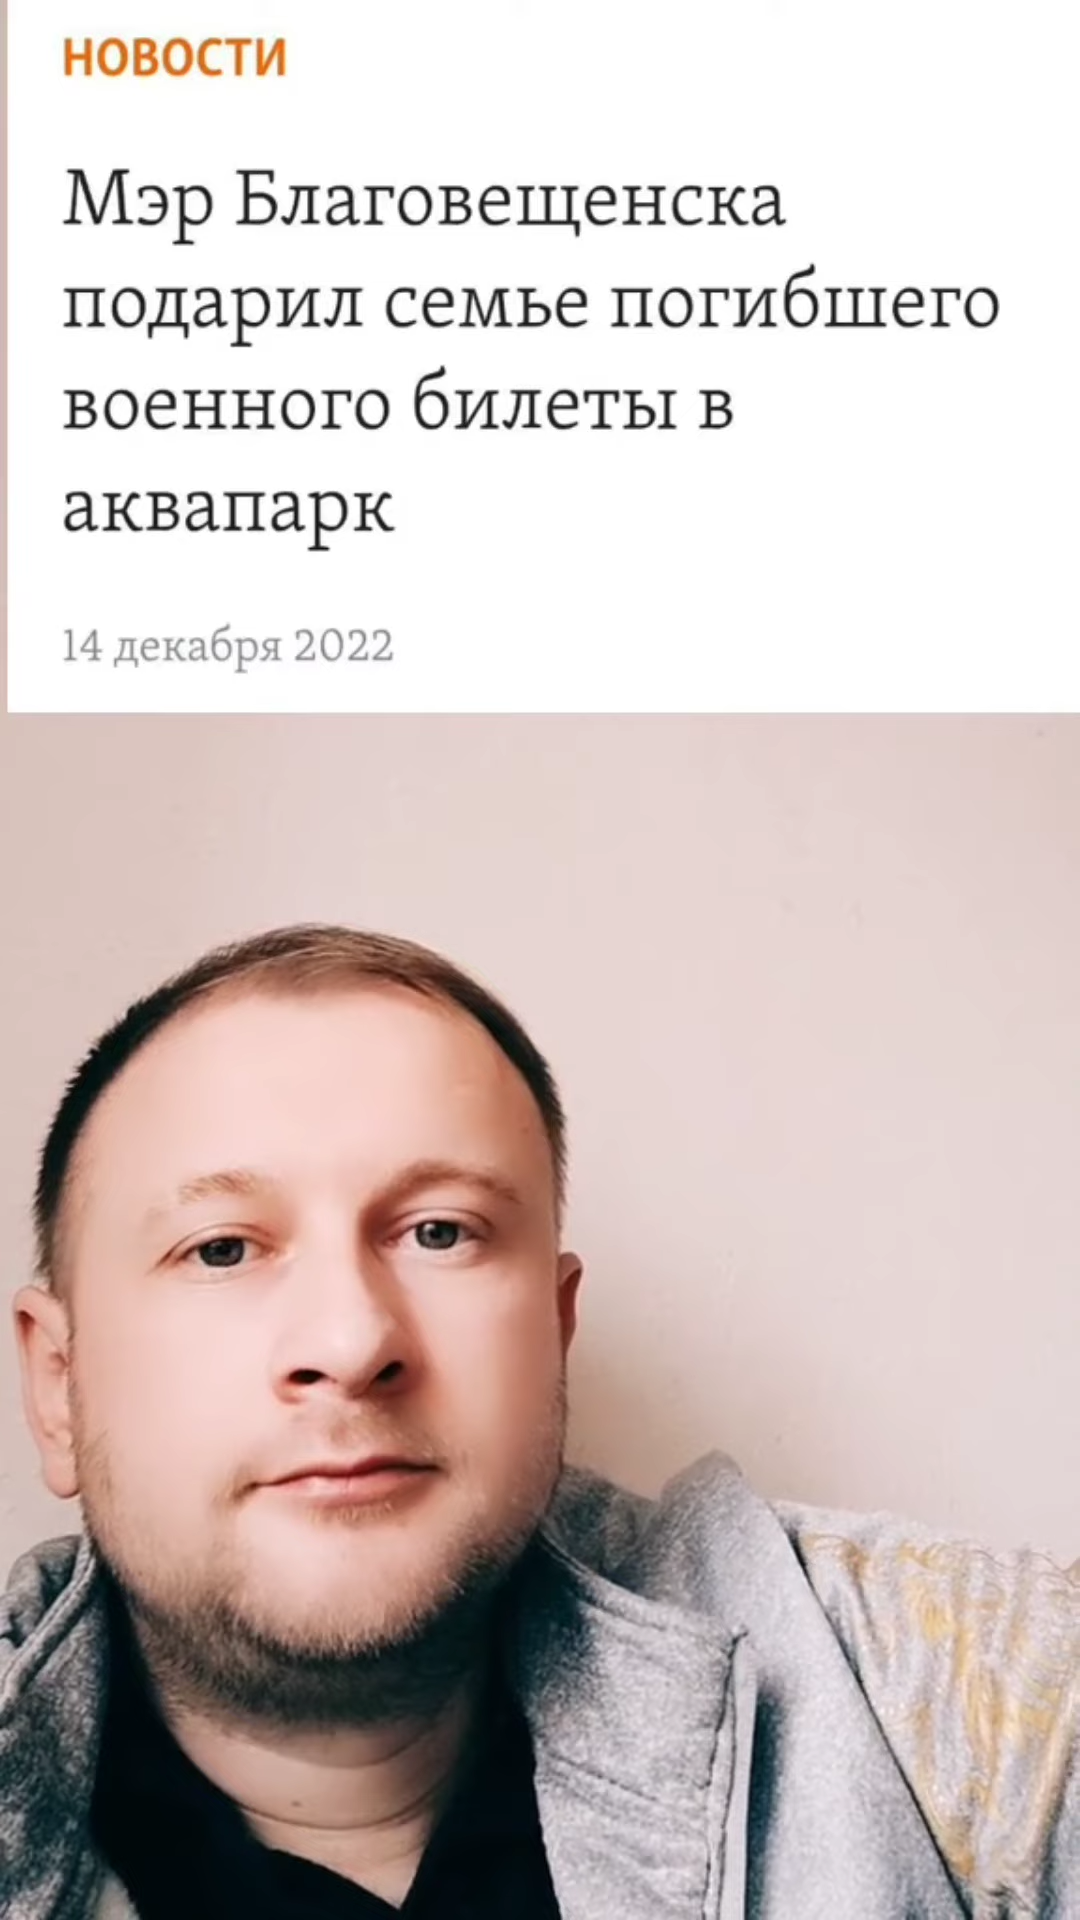 НОВОСТИ
Мэр Благовещенска
подарил семье погибшего
военного билеты в
аквапарк
14 декабря 2022